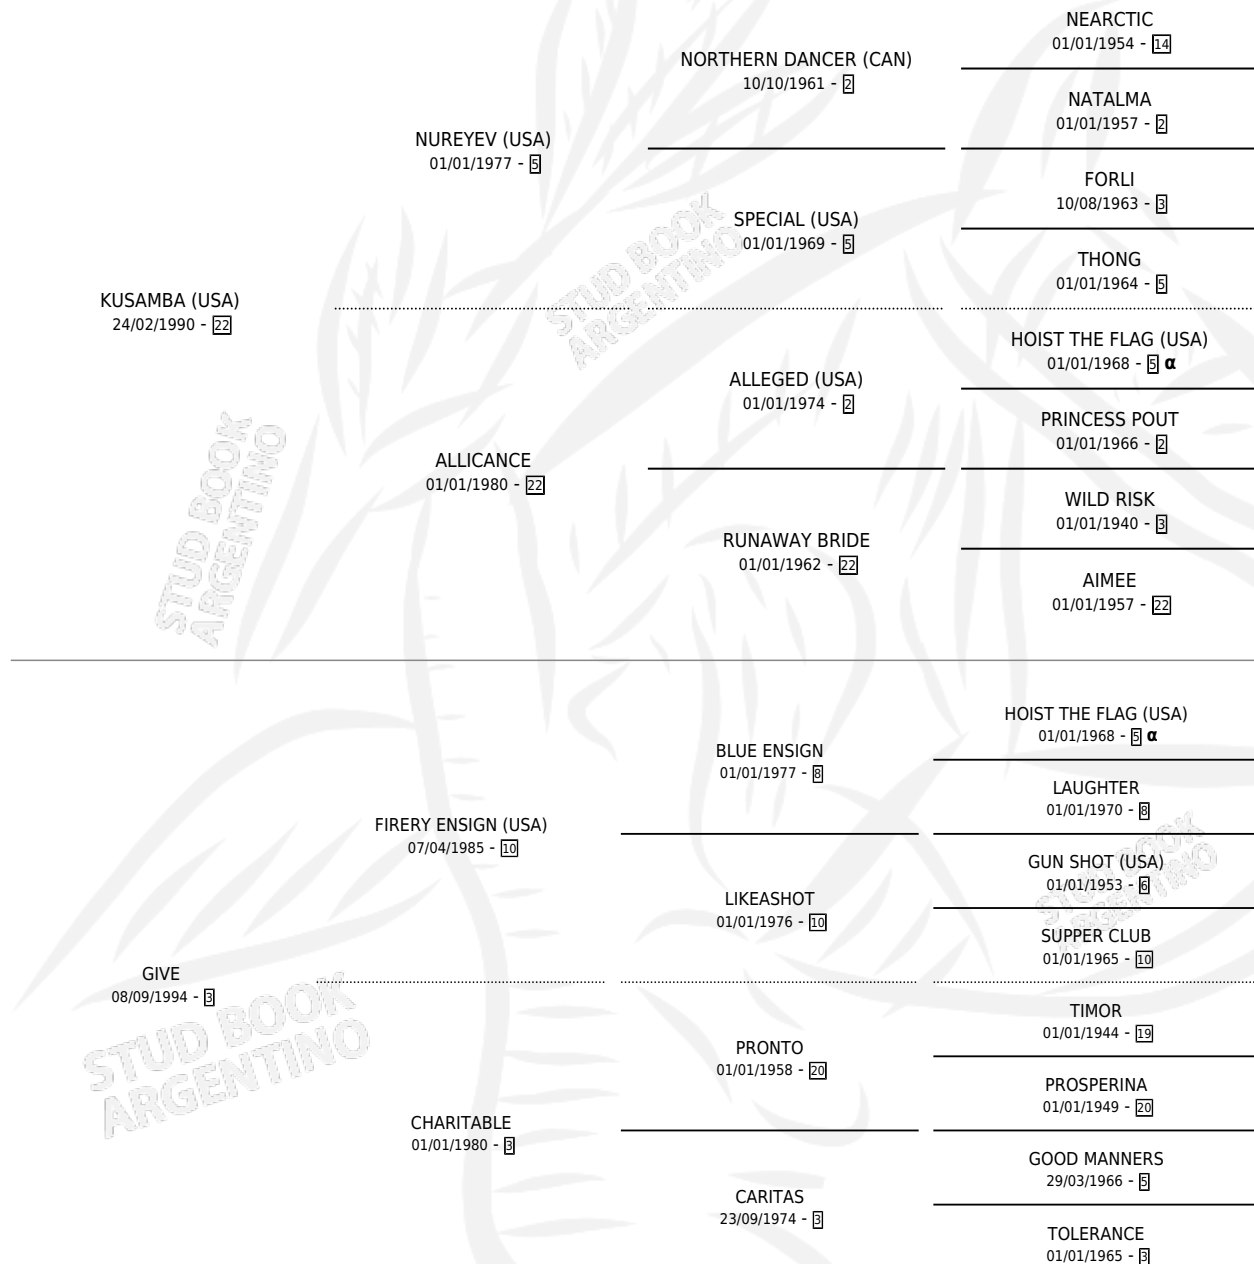 NEARCTIC
01/01/1954 - 14
NORTHERN DANCER (CAN)
10/10/1961 - 2
NATALMA
01/01/1957 - 2
NUREYEV (USA)
01/01/1977 - 5
FORLI
10/08/1963 - 3
SPECIAL (USA)
01/01/1969 - 5
THONG
01/01/1964 - 5
STUD BOOK
ARGENTINO
KUSAMBA (USA)
24/02/1990 - 22
HOIST THE FLAG (USA)
01/01/1968 - 5 α
ALLEGED (USA)
01/01/1974 - 2
PRINCESS POUT
01/01/1966 - 2
ALLICANCE
01/01/1980 - 22
WILD RISK
01/01/1940 - 3
RUNAWAY BRIDE
01/01/1962 - 22
AIMEE
01/01/1957 - 22
STUD BOOK
ARGENTINO
HOIST THE FLAG (USA)
01/01/1968 - 5 α
BLUE ENSIGN
01/01/1977 - 8
LAUGHTER
01/01/1970 - 8
FIRERY ENSIGN (USA)
07/04/1985 - 10
GUN SHOT (USA)
01/01/1953 - 6
LIKEASHOT
01/01/1976 - 10
SUPPER CLUB
01/01/1965 - 10
STUD BOOK
ARGENTINO
GIVE
08/09/1994 - 3
TIMOR
01/01/1944 - 19
PRONTO
01/01/1958 - 20
PROSPERINA
01/01/1949 - 20
CHARITABLE
01/01/1980 - 3
GOOD MANNERS
29/03/1966 - 5
CARITAS
23/09/1974 - 3
TOLERANCE
01/01/1965 - 3
STUD BOOK
ARGENTINO